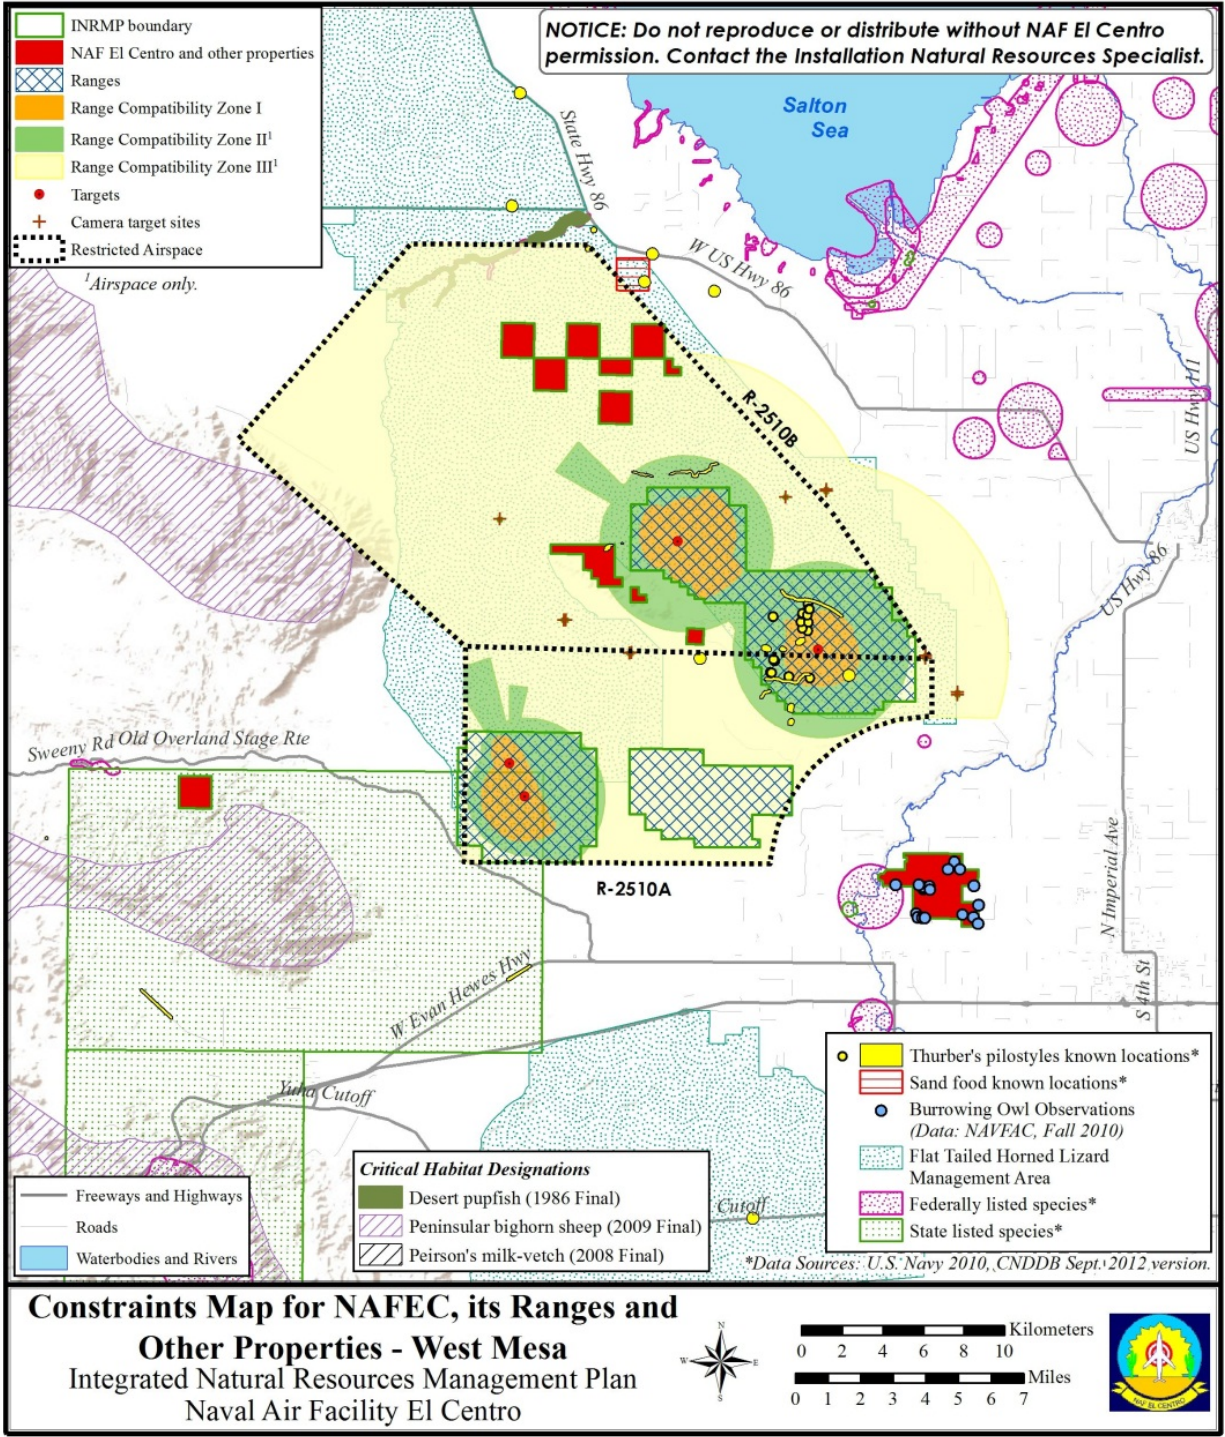 INRMP boundary
NAF El Centro and other properties
Ranges
Range Compatibility Zone I
Range Compatibility Zone II¹
Range Compatibility Zone III¹
Targets
Camera target sites
Restricted Airspace
¹Airspace only.
NOTICE: Do not reproduce or distribute without NAF El Centro
permission. Contact the Installation Natural Resources Specialist.
Salton
Sea
State Hwy 86
W US Hwy 86
US Hwy 111
R-2510B
US Hwy 86
Sweeny Rd Old Overland Stage Rte
R-2510A
N Imperial Ave
S 4th St
W Evan Hewes Hwy
Yuha Cutoff
Cutoff
Thurber's pilostyles known locations*
Sand food known locations*
Burrowing Owl Observations
(Data: NAVFAC, Fall 2010)
Flat Tailed Horned Lizard
Management Area
Federally listed species*
State listed species*
*Data Sources: U.S. Navy 2010, CNDDB Sept. 2012 version.
Critical Habitat Designations
Desert pupfish (1986 Final)
Peninsular bighorn sheep (2009 Final)
Peirson's milk-vetch (2008 Final)
Freeways and Highways
Roads
Waterbodies and Rivers
Constraints Map for NAFEC, its Ranges and
Other Properties - West Mesa
Integrated Natural Resources Management Plan
Naval Air Facility El Centro
N
W E
S
Kilometers
0 2 4 6 8 10
Miles
0 1 2 3 4 5 6 7
NAF EL CENTRO